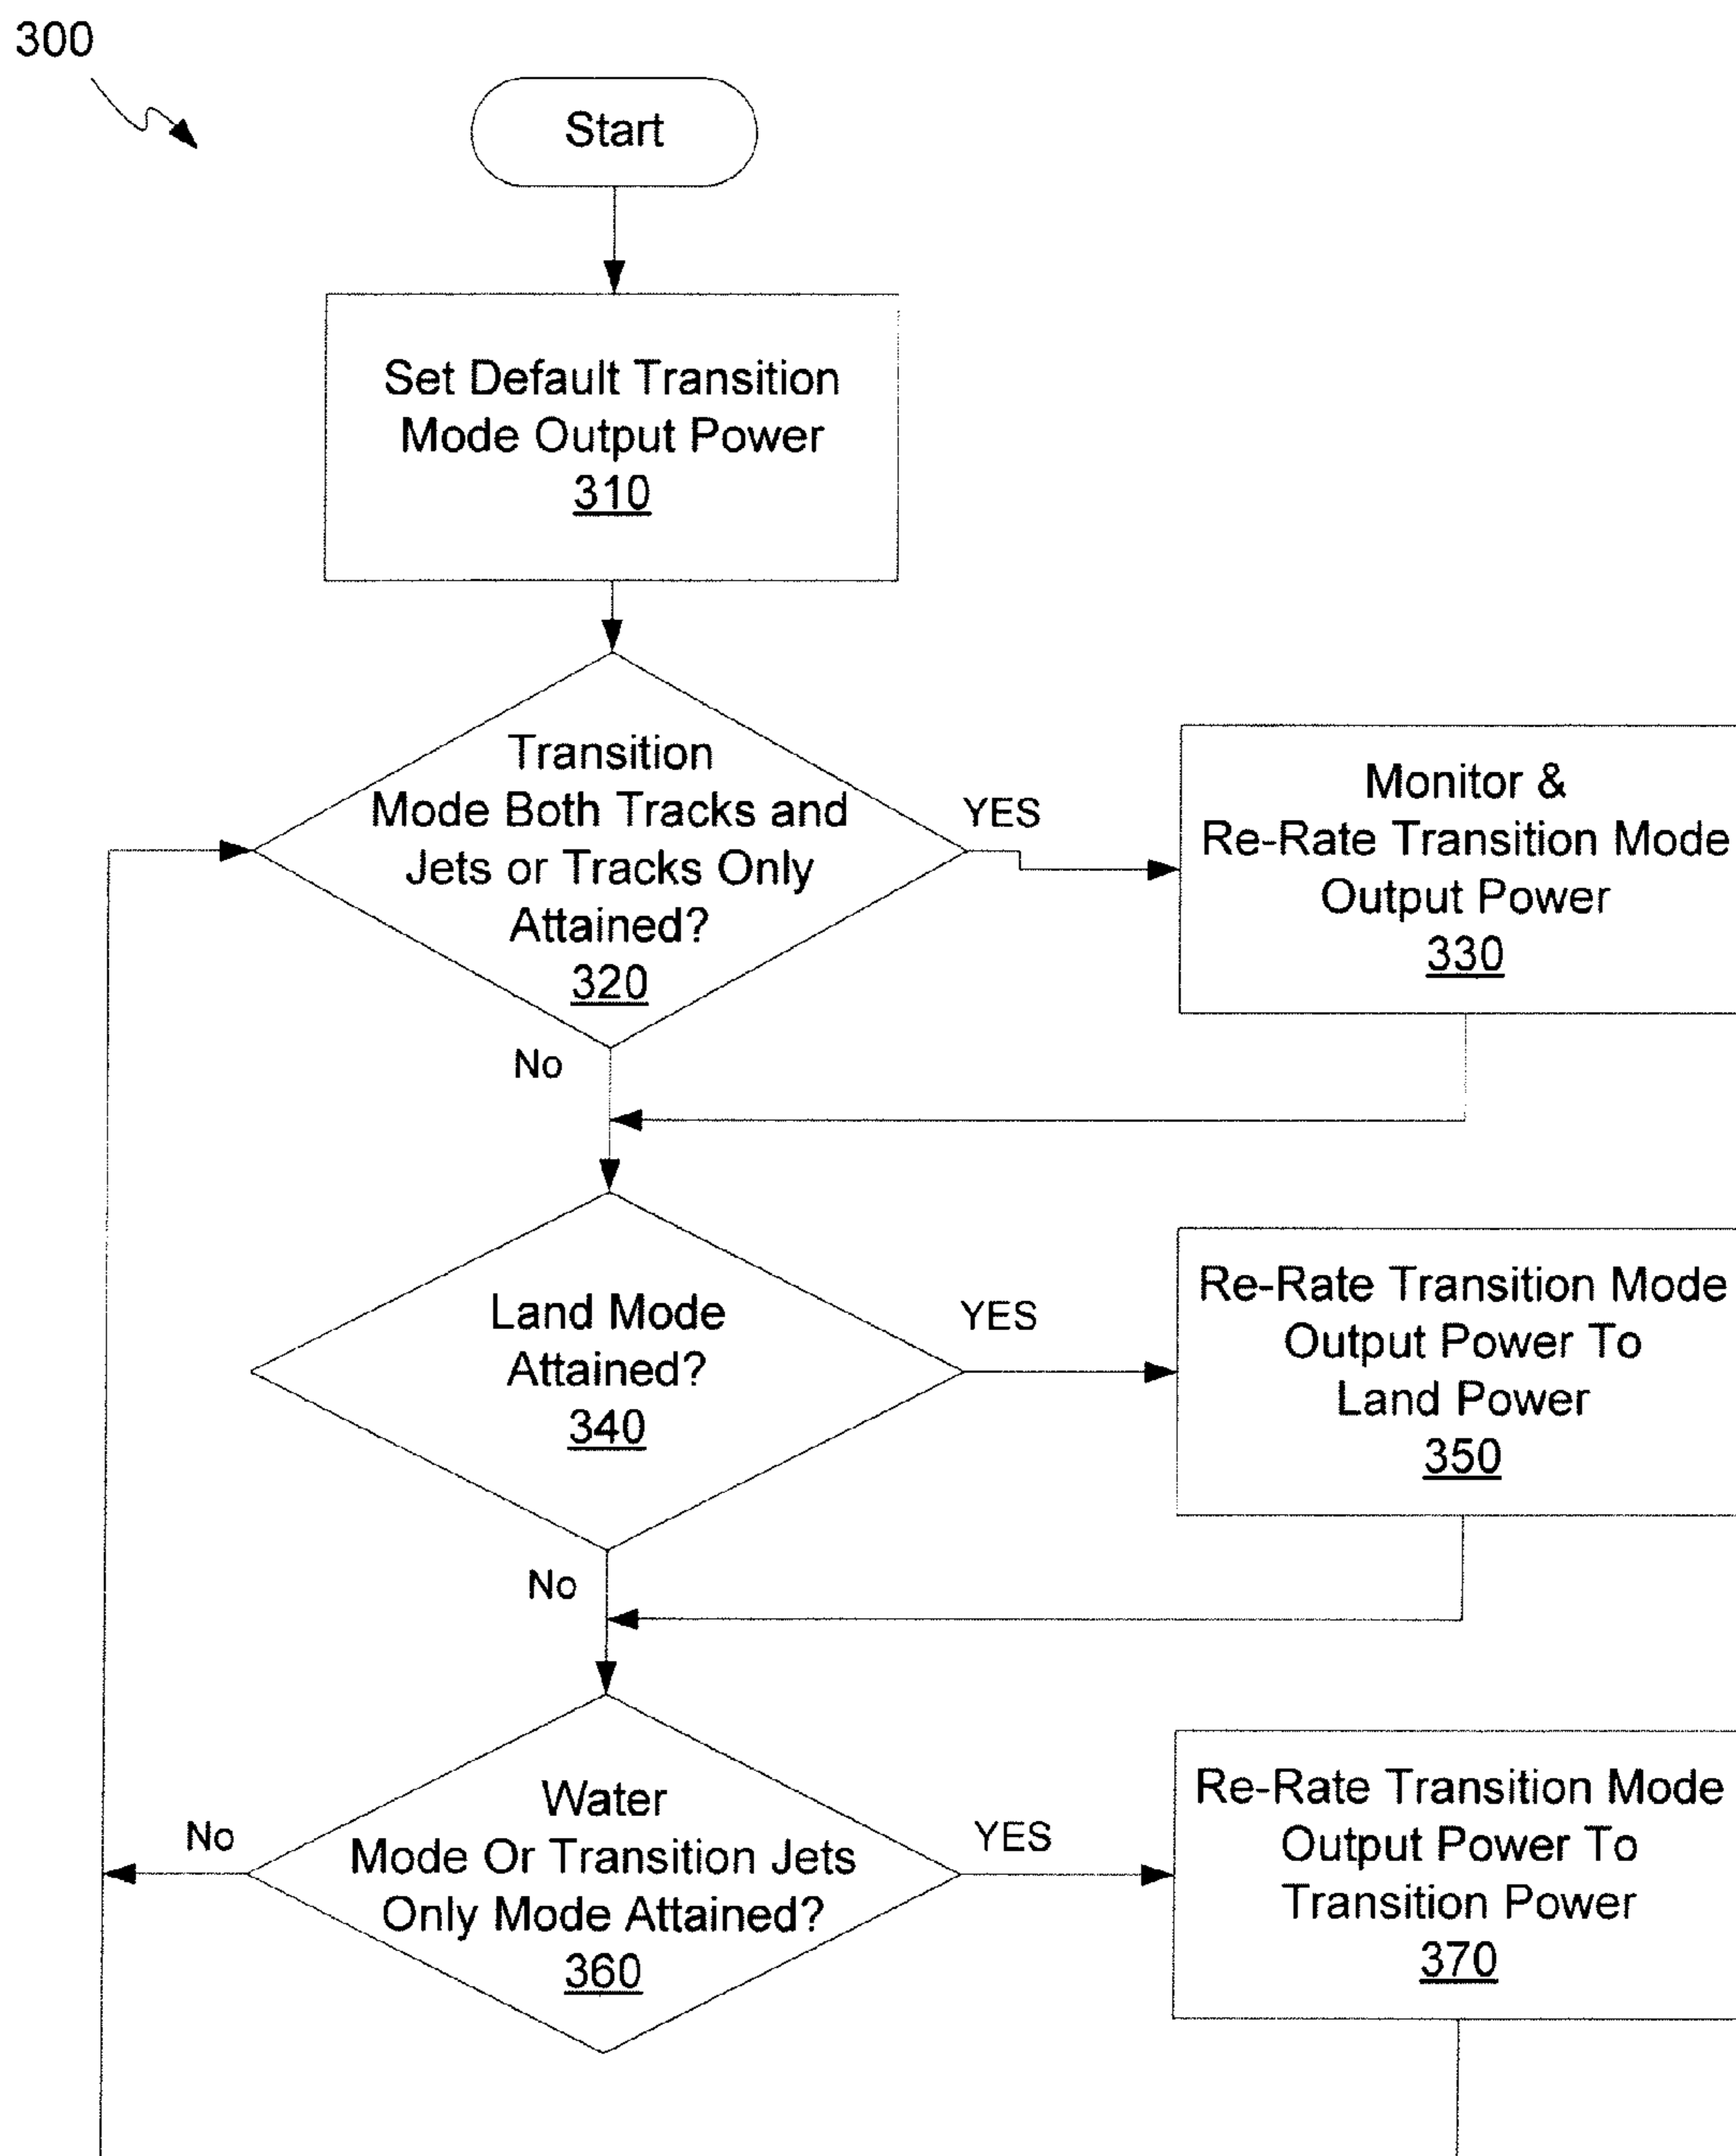 300
Start
Set Default Transition
Mode Output Power
310
Transition
Mode Both Tracks and
Jets or Tracks Only
Attained?
320
YES
Monitor &
Re-Rate Transition Mode
Output Power
330
No
Land Mode
Attained?
340
YES
Re-Rate Transition Mode
Output Power To
Land Power
350
No
Water
Mode Or Transition Jets
Only Mode Attained?
360
No
YES
Re-Rate Transition Mode
Output Power To
Transition Power
370